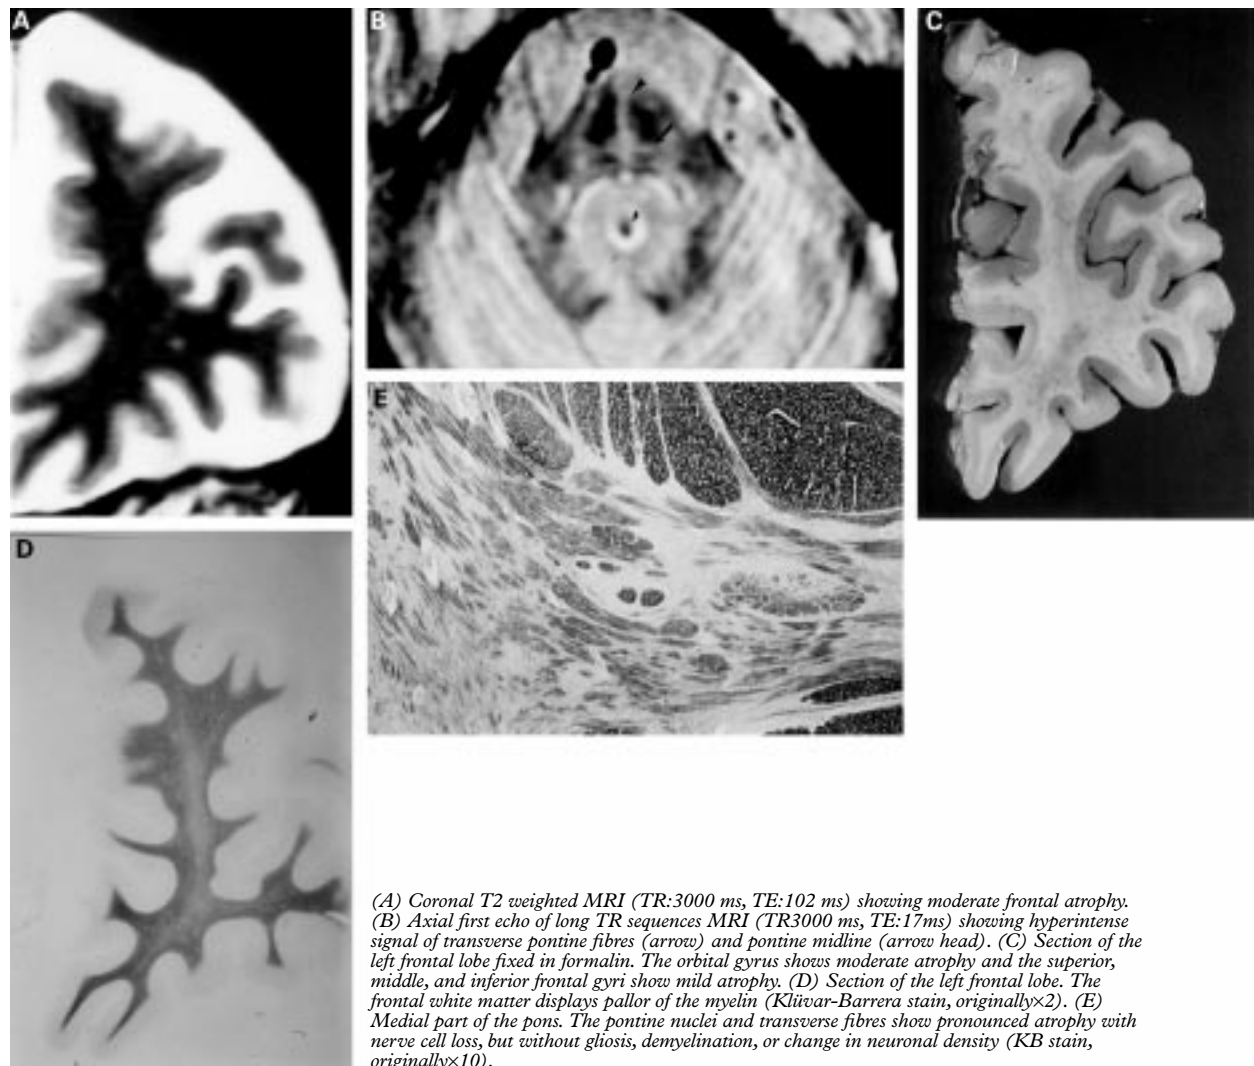 A
B
C
E
D
(A) Coronal T2 weighted MRI (TR:3000 ms, TE:102 ms) showing moderate frontal atrophy.
(B) Axial first echo of long TR sequences MRI (TR3000 ms, TE:17ms) showing hyperintense
signal of transverse pontine fibres (arrow) and pontine midline (arrow head). (C) Section of the
left frontal lobe fixed in formalin. The orbital gyrus shows moderate atrophy and the superior,
middle, and inferior frontal gyri show mild atrophy. (D) Section of the left frontal lobe. The
frontal white matter displays pallor of the myelin (Klüvar-Barrera stain, originally×2). (E)
Medial part of the pons. The pontine nuclei and transverse fibres show pronounced atrophy with
nerve cell loss, but without gliosis, demyelination, or change in neuronal density (KB stain,
originally×10).